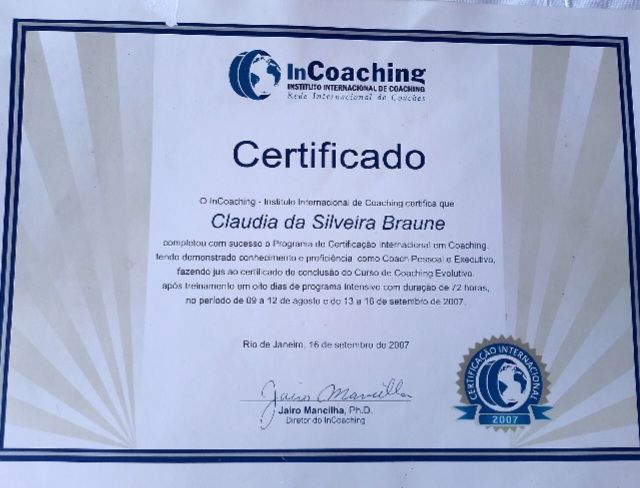 InCoaching
INSTITUTO INTERNACIONAL DE COACHING
Rede Internacional de Coaches
Certificado
O InCoaching - Instituto Internacional de Coaching certifica que
Claudia da Silveira Braune
completou com sucesso o Programa de Certificação Internacional em Coaching,
tendo demonstrado conhecimento e proficiência como Coach Pessoal e Executivo,
fazendo jus ao certificado de conclusão do Curso de Coaching Evolutivo,
após treinamento em oito dias de programa intensivo com duração de 72 horas,
no período de 09 a 12 de agosto e de 13 a 16 de setembro de 2007.
Rio de Janeiro, 16 de setembro de 2007
Jairo Mancilha
Jairo Mancilha, Ph.D.
Diretor do InCoaching
CERTIFICAÇÃO INTERNACIONAL
2007